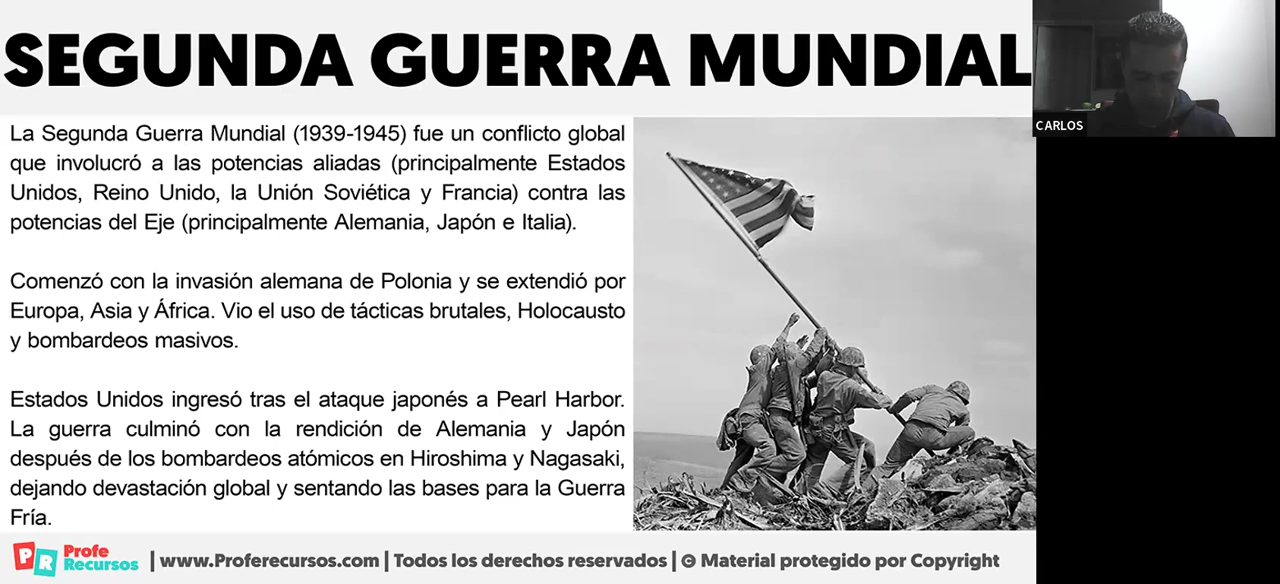 SEGUNDA GUERRA MUNDIAL
CARLOS
La Segunda Guerra Mundial (1939-1945) fue un conflicto global
que involucró a las potencias aliadas (principalmente Estados
Unidos, Reino Unido, la Unión Soviética y Francia) contra las
potencias del Eje (principalmente Alemania, Japón e Italia).
Comenzó con la invasión alemana de Polonia y se extendió por
Europa, Asia y África. Vio el uso de tácticas brutales, Holocausto
y bombardeos masivos.
Estados Unidos ingresó tras el ataque japonés a Pearl Harbor.
La guerra culminó con la rendición de Alemania y Japón
después de los bombardeos atómicos en Hiroshima y Nagasaki,
dejando devastación global y sentando las bases para la Guerra
Fría.
PR Profe Recursos | www.Proferecursos.com | Todos los derechos reservados | © Material protegido por Copyright